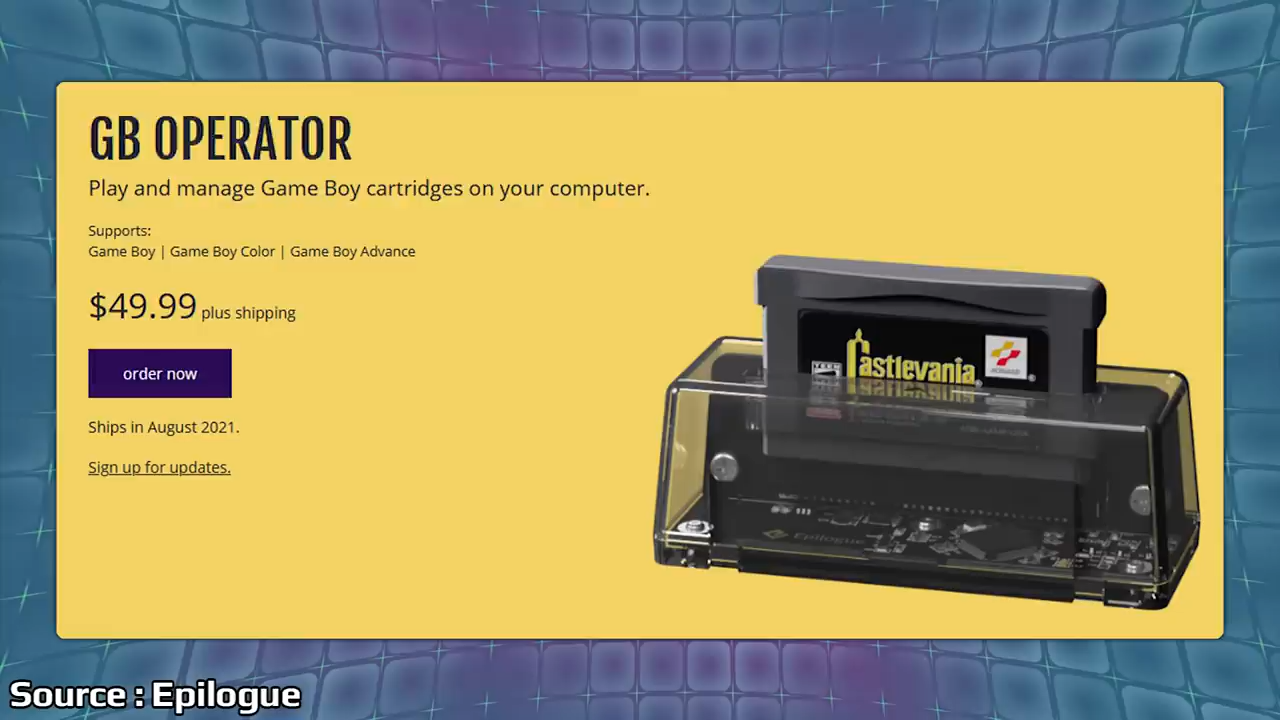 GB OPERATOR
Play and manage Game Boy cartridges on your computer.
Supports:
Game Boy | Game Boy Color | Game Boy Advance
$49.99 plus shipping
order now
Ships in August 2021.
Sign up for updates.
TEEN
Castlevania
KONAMI
Epilogue
Source : Epilogue